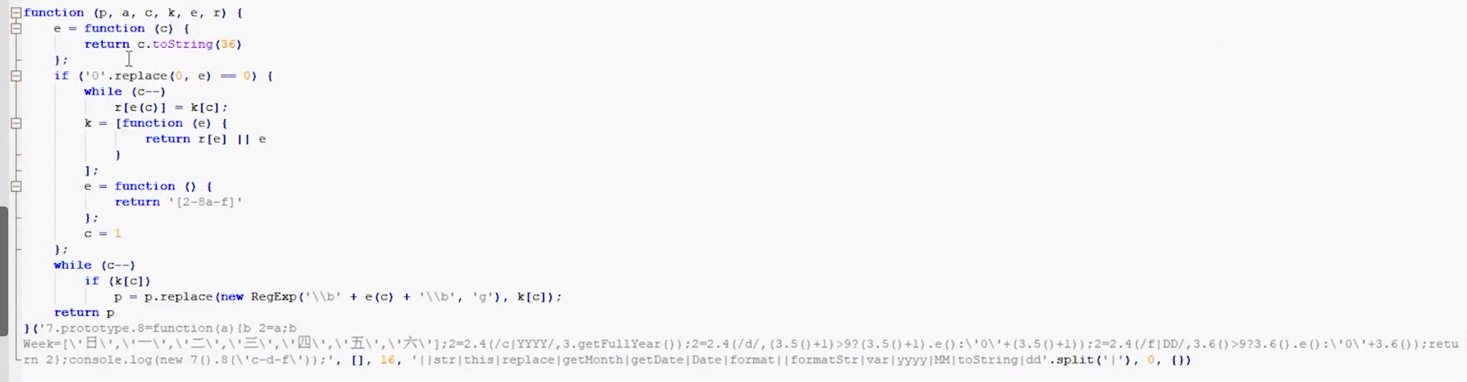 function (p, a, c, k, e, r) {
e = function (c) {
return c.toString(36)
};
if ('0'.replace(0, e) == 0) {
while (c--)
r[e(c)] = k[c];
k = [function (e) {
return r[e] || e
}
];
e = function () {
return '[2-8a-f]'
};
c = 1
};
while (c--)
if (k[c])
p = p.replace(new RegExp('\\b' + e(c) + '\\b', 'g'), k[c]);
return p
}('7.prototype.8=function(a){b 2=a;b
Week=[\'日\',\'一\',\'二\',\'三\',\'四\',\'五\',\'六\'];2=2.4(/c|YYYY/,3.getFullYear());2=2.4(/d/,(3.5()+1)>9?(3.5()+1).e():\'0\'+(3.5()+1));2=2.4(/f|DD/,3.6()>9?3.6().e():\'0\'+3.6());retu
rn 2};console.log(new 7().8(\'c-d-f\'));', [], 16, '||str|this|replace|getMonth|getDate|Date|format||formatStr|var|yyyy|MM|toString|dd'.split('|'), 0, {})